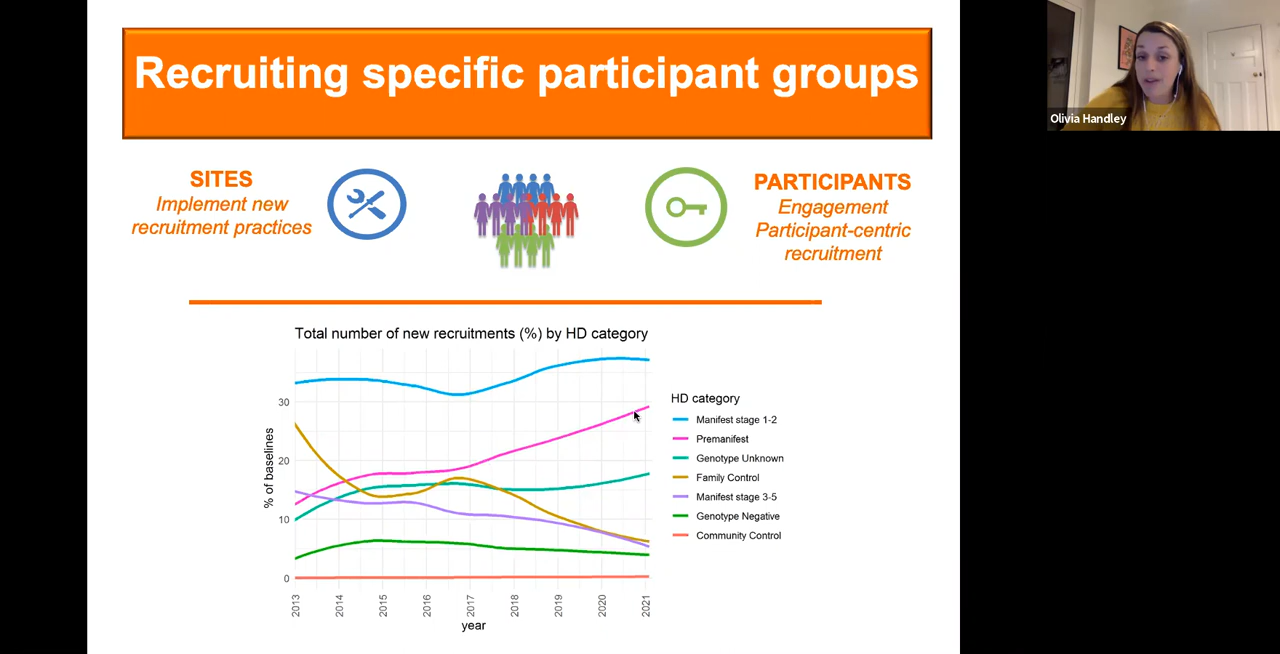 Recruiting specific participant groups
SITES
Implement new
recruitment practices
PARTICIPANTS
Engagement
Participant-centric
recruitment
Olivia Handley
Total number of new recruitments (%) by HD category
% of baselines
30
20
10
0
2013
2014
2015
2016
2017
2018
2019
2020
2021
year
HD category
Manifest stage 1-2
Premanifest
Genotype Unknown
Family Control
Manifest stage 3-5
Genotype Negative
Community Control